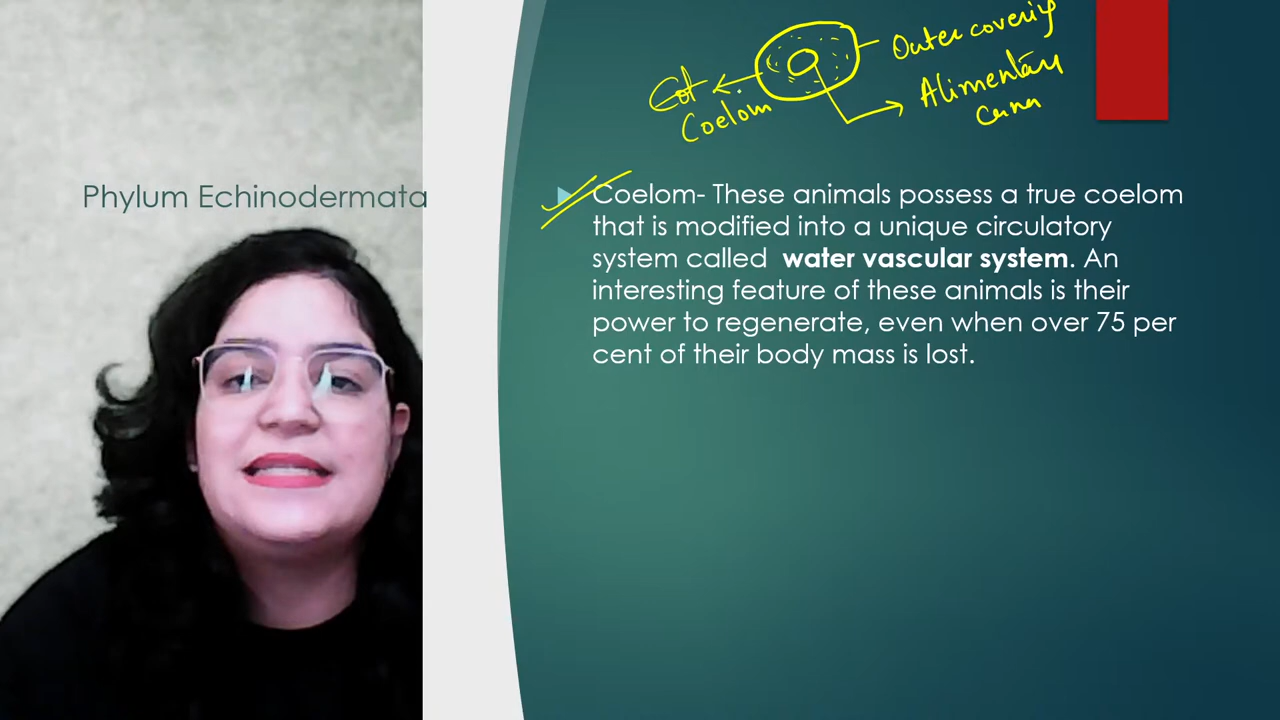 Outer covering
Alimentary
Coelom
Phylum Echinodermata
Coelom- These animals possess a true coelom
that is modified into a unique circulatory
system called water vascular system. An
interesting feature of these animals is their
power to regenerate, even when over 75 per
cent of their body mass is lost.